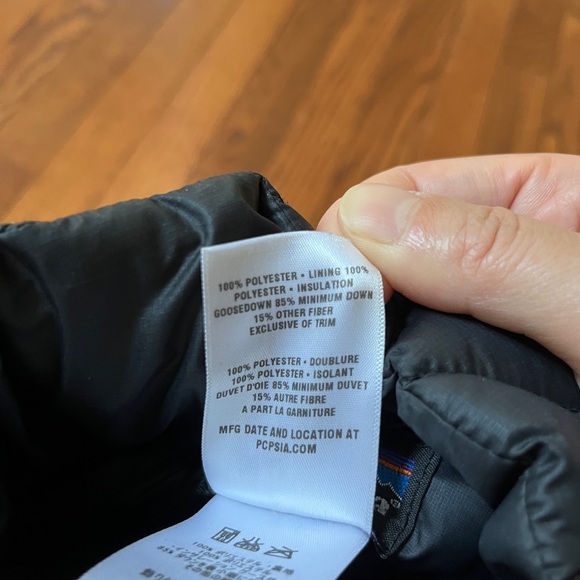 100% POLYESTER • LINING 100%
POLYESTER • INSULATION
GOOSEDOWN 85% MINIMUM DOWN
15% OTHER FIBER
EXCLUSIVE OF TRIM
100% POLYESTER • DOUBLURE
100% POLYESTER • ISOLANT
DUVET D'OIE 85% MINIMUM DUVET
15% AUTRE FIBRE
A PART LA GARNITURE
MFG DATE AND LOCATION AT
PCPSIA.COM